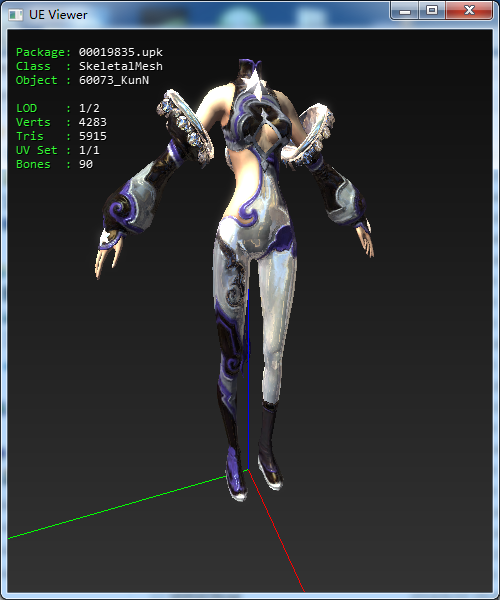 UE Viewer
Package: 00019835.upk
Class : SkeletalMesh
Object : 60073_KunN
LOD : 1/2
Verts : 4283
Tris : 5915
UV Set : 1/1
Bones : 90